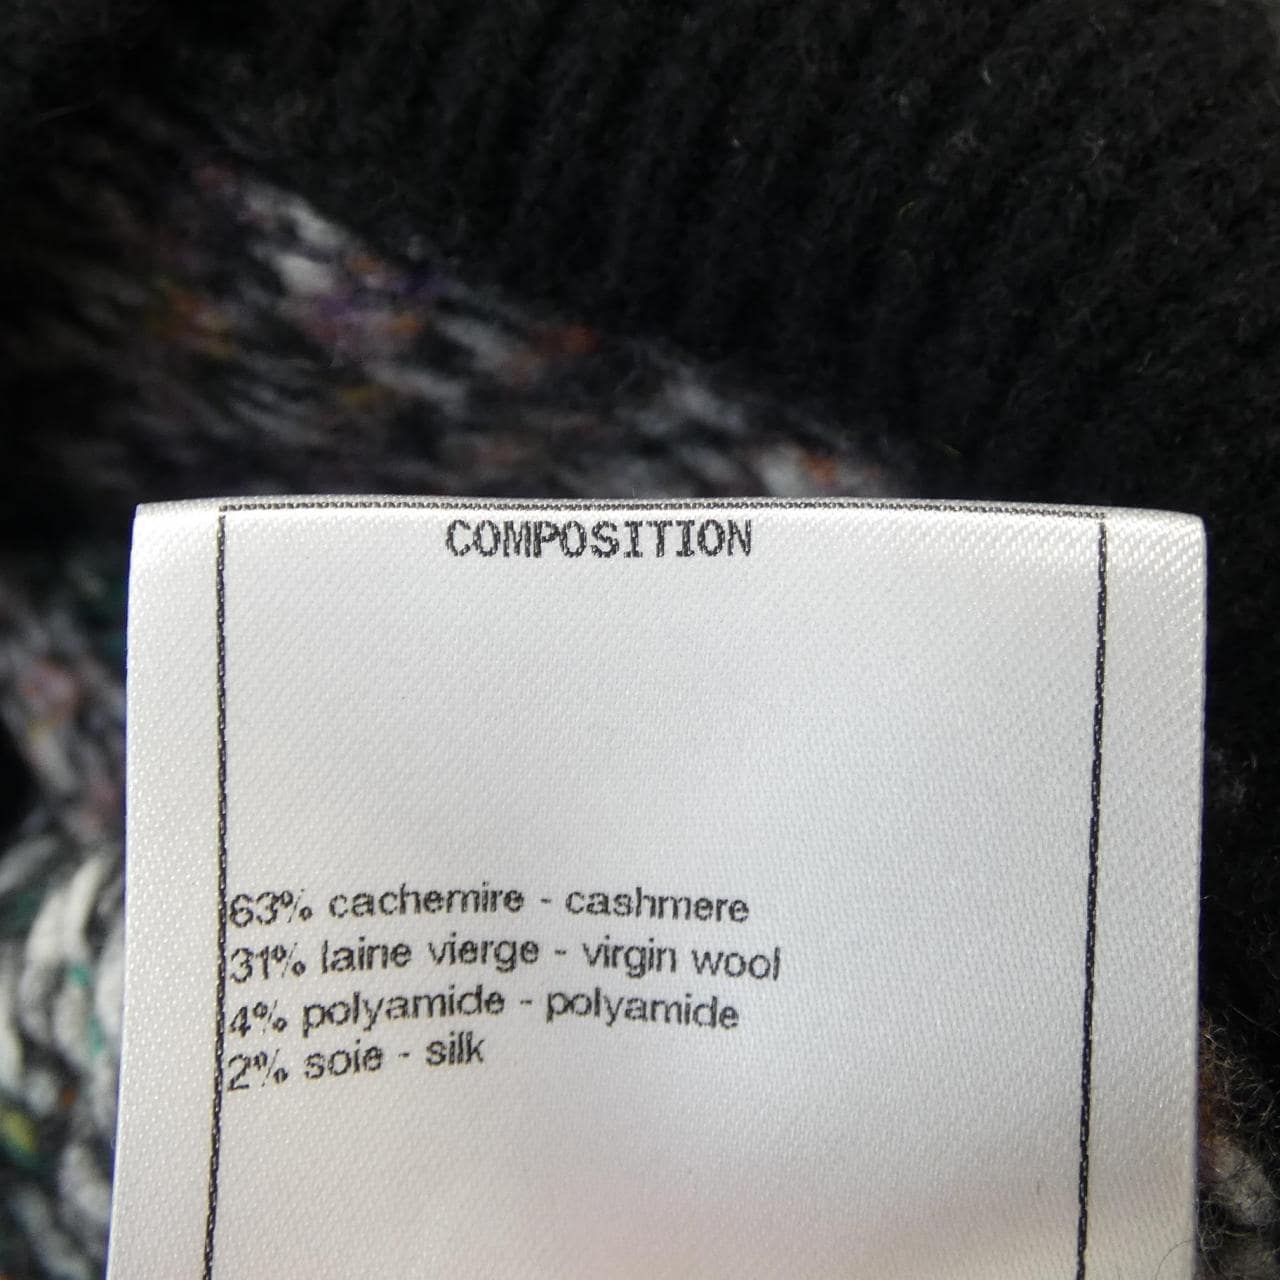 COMPOSITION
63% cachemire - cashmere
31% laine vierge - virgin wool
4% polyamide - polyamide
2% soie - silk